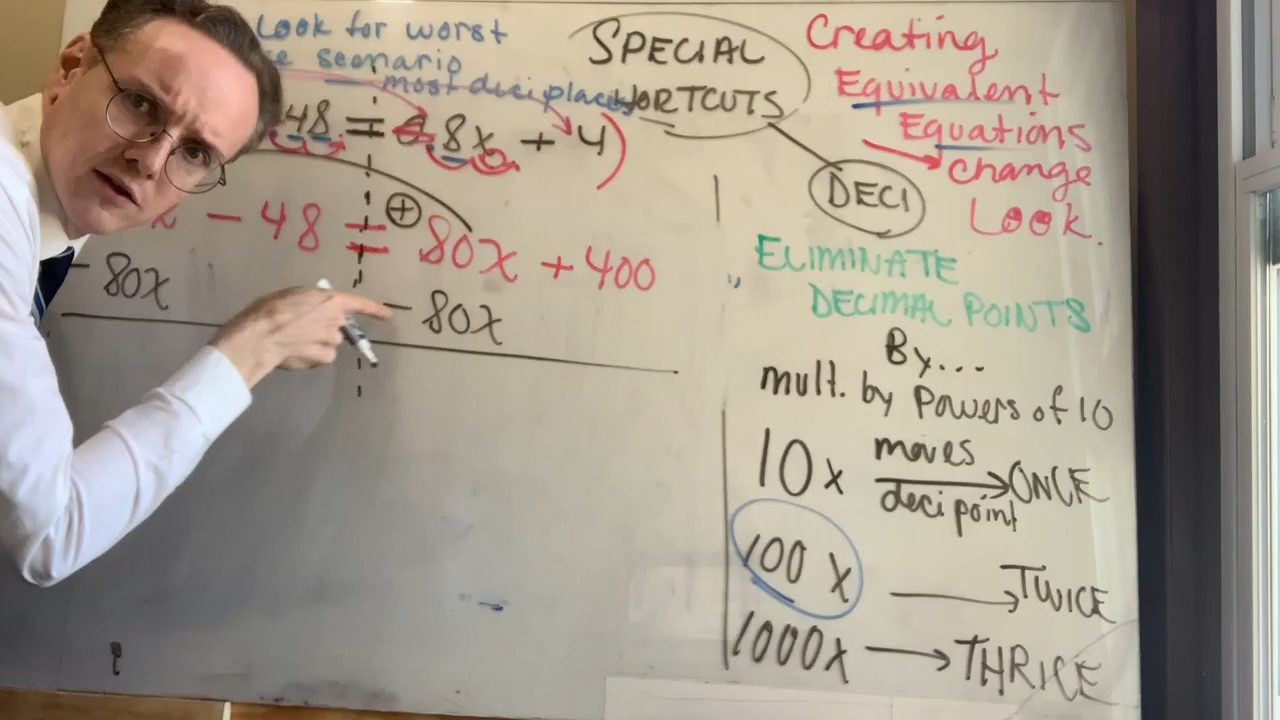 Look for worst
scenario
most deci places
48 = 8x + 4)
- 48 = 80x + 400
+
- 80x - 80x
SPECIAL
SHORTCUTS
DECI
Creating
Equivalent
Equations
change
Look.
ELIMINATE
DECIMAL POINTS
By...
mult. by Powers of 10
10x moves deci point ONCE
100x TWICE
1000x THRICE